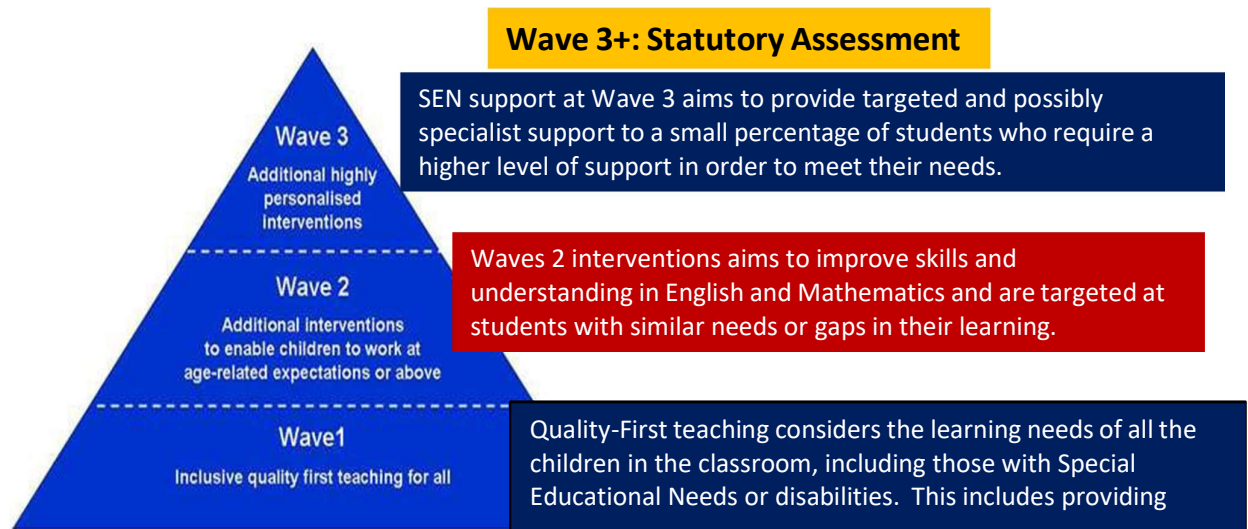 Wave 3+: Statutory Assessment
SEN support at Wave 3 aims to provide targeted and possibly
specialist support to a small percentage of students who require a
higher level of support in order to meet their needs.
Wave 3
Additional highly
personalised
interventions
Waves 2 interventions aims to improve skills and
understanding in English and Mathematics and are targeted at
students with similar needs or gaps in their learning.
Wave 2
Additional interventions
to enable children to work at
age-related expectations or above
Quality-First teaching considers the learning needs of all the
children in the classroom, including those with Special
Educational Needs or disabilities. This includes providing
Wave1
Inclusive quality first teaching for all